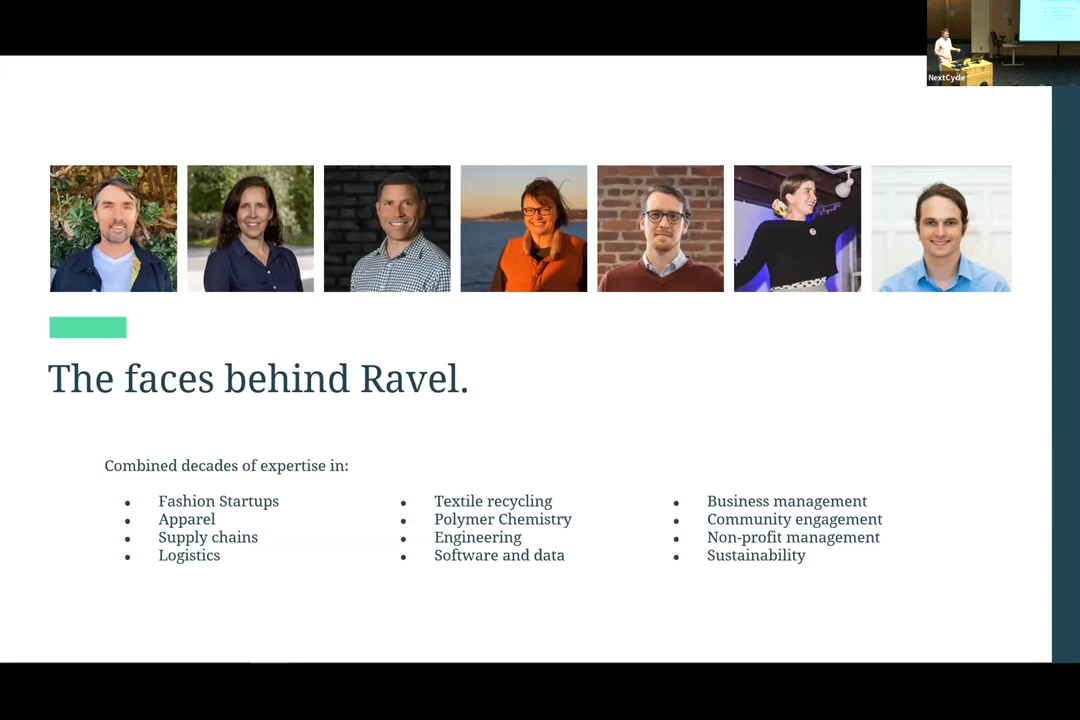 NextCycle
The faces behind Ravel.
Combined decades of expertise in:
• Fashion Startups
• Apparel
• Supply chains
• Logistics
• Textile recycling
• Polymer Chemistry
• Engineering
• Software and data
• Business management
• Community engagement
• Non-profit management
• Sustainability